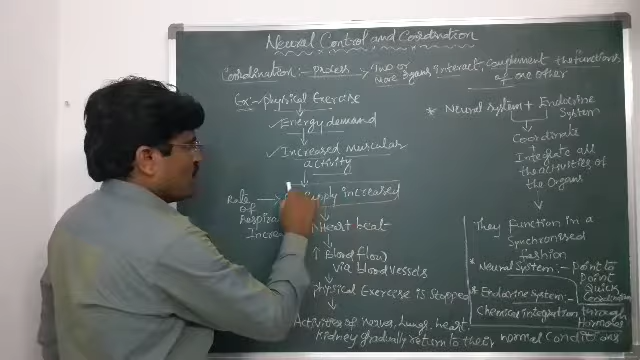 Neural Control and Coordination
Coordination:- process Two or
more organs interact, complement the functions
of one other
Ex:- physical Exercise
Energy demand
Increased muscular
activity
supply increased
Role
of
Increa
↑ Heart beat
↑ Blood flow
via blood vessels
physical Exercise is stopped
Activities of nerves, Lungs, heart,
Kidney gradually return to their normal conditions
* Neural system + Endocrine
system
Coordinate
+
Integrate all
the activities of
the Organs
They function in a
synchronised
fashion
* Neural System:- point to
point
quick
Coordination
* Endocrine System:-
Chemical integration through
Hormones